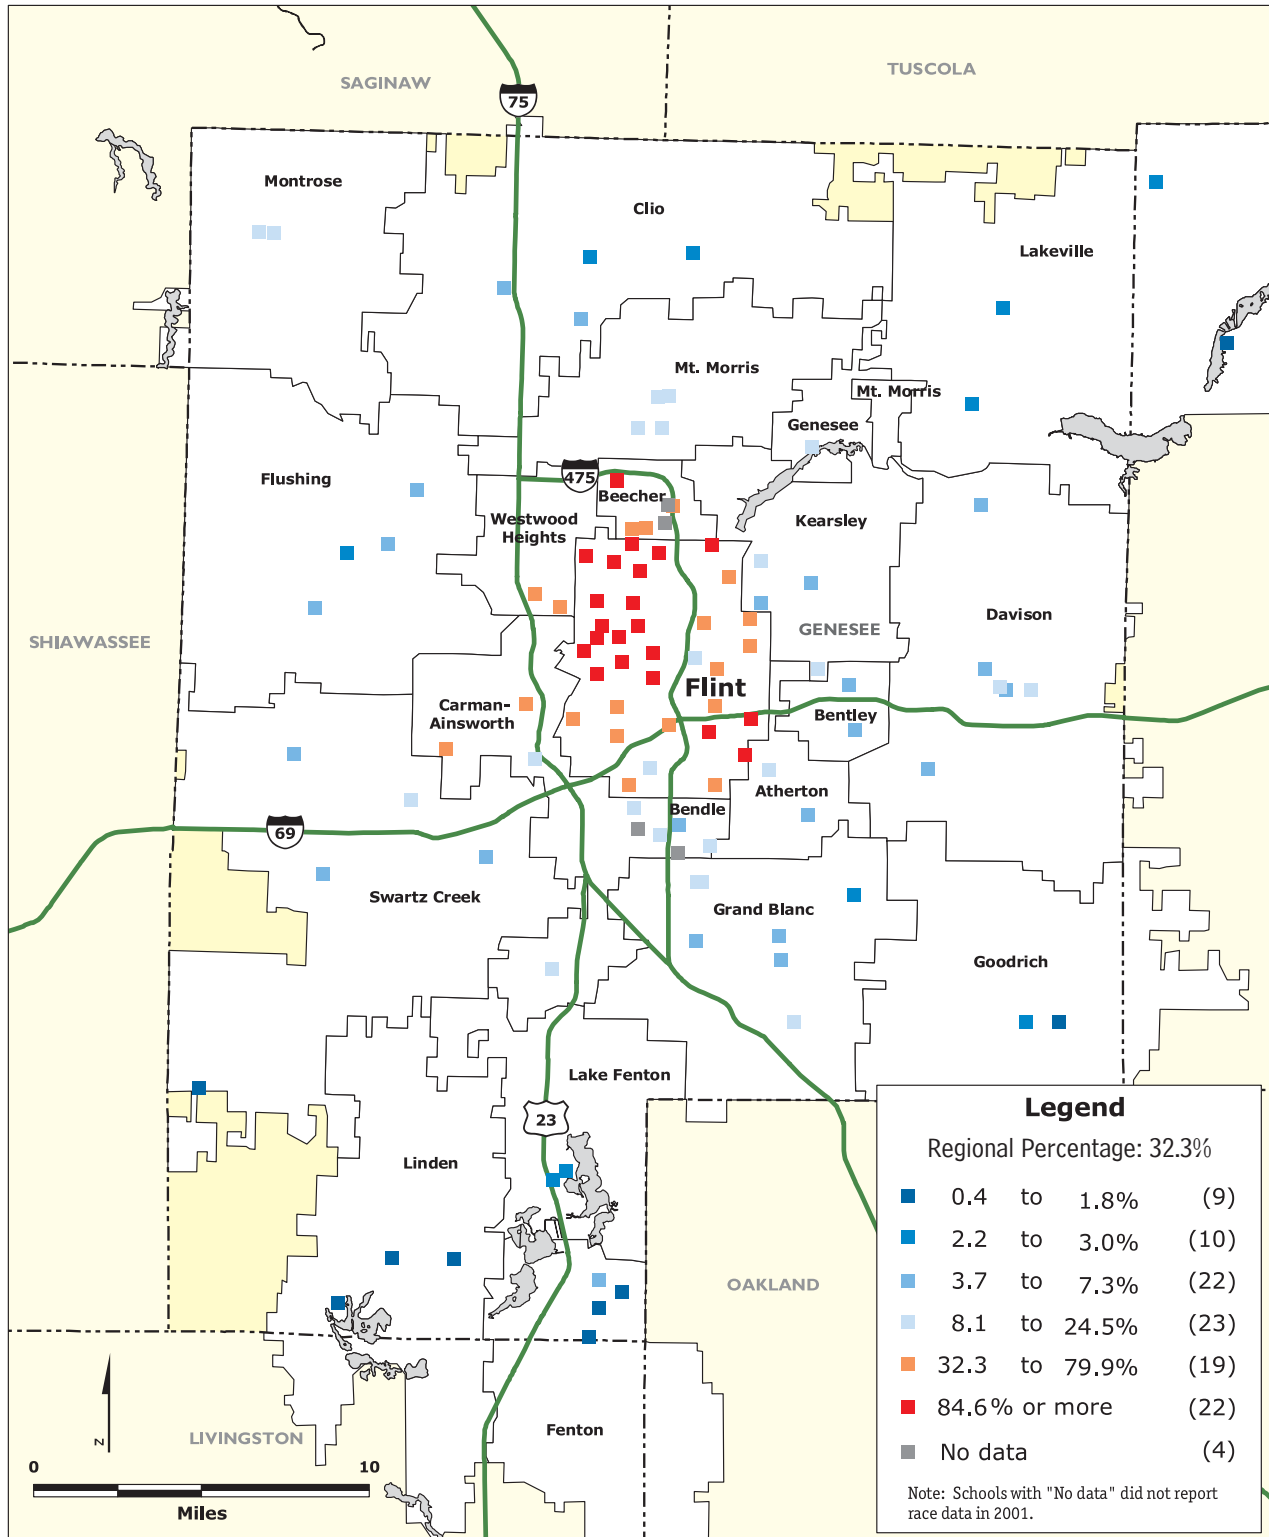 SAGINAW
TUSCOLA
75
Montrose
Clio
Lakeville
Mt. Morris
Mt. Morris
Genesee
Flushing
475
Beecher
Westwood
Heights
Kearsley
Davison
GENESEE
SHIAWASSEE
Flint
Carman-
Ainsworth
Bentley
Atherton
Bendle
69
Swartz Creek
Grand Blanc
Goodrich
Lake Fenton
23
Linden
OAKLAND
Fenton
LIVINGSTON
N
0 10
Miles
Legend
Regional Percentage: 32.3%
0.4 to 1.8% (9)
2.2 to 3.0% (10)
3.7 to 7.3% (22)
8.1 to 24.5% (23)
32.3 to 79.9% (19)
84.6% or more (22)
No data (4)
Note: Schools with "No data" did not report
race data in 2001.